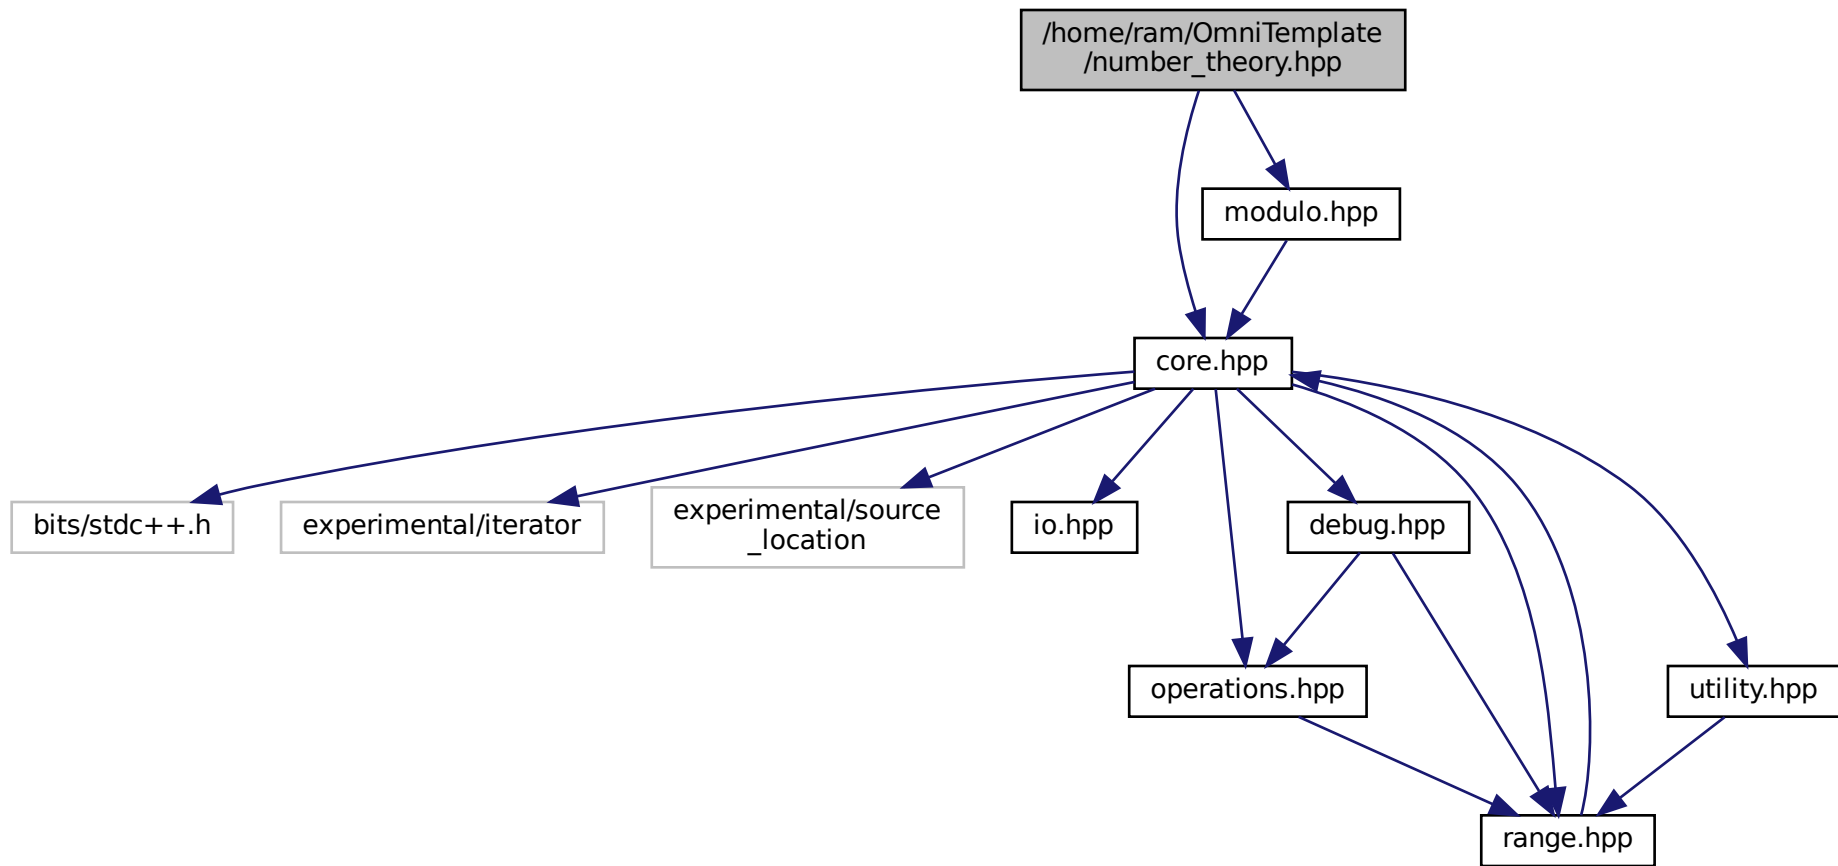 /home/ram/OmniTemplate
/number_theory.hpp
modulo.hpp
core.hpp
bits/stdc++.h
experimental/iterator
experimental/source
_location
io.hpp
debug.hpp
operations.hpp
utility.hpp
range.hpp